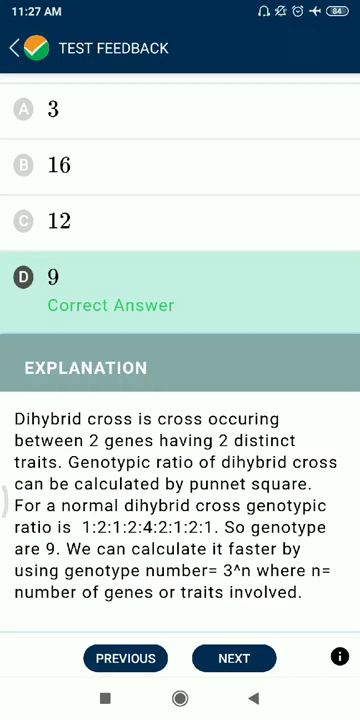 11:27 AM
84
TEST FEEDBACK
A 3
B 16
C 12
D 9
Correct Answer
EXPLANATION
Dihybrid cross is cross occuring
between 2 genes having 2 distinct
traits. Genotypic ratio of dihybrid cross
can be calculated by punnet square.
For a normal dihybrid cross genotypic
ratio is 1:2:1:2:4:2:1:2:1. So genotype
are 9. We can calculate it faster by
using genotype number= 3^n where n=
number of genes or traits involved.
PREVIOUS
NEXT